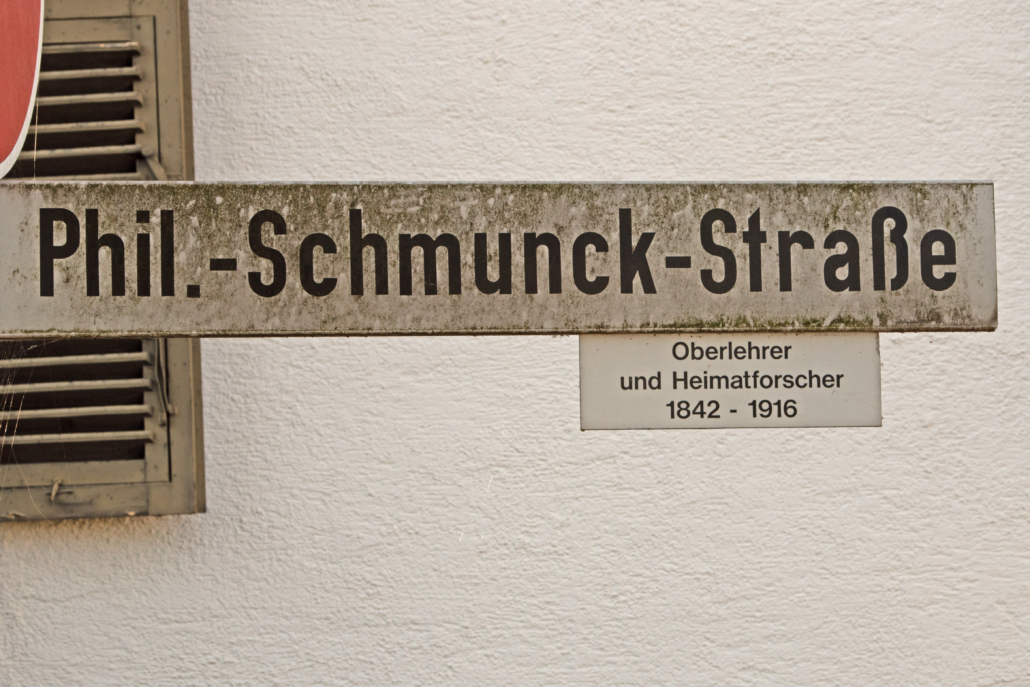 Phil.-Schmunck-Straße
Oberlehrer
und Heimatforscher
1842 - 1916